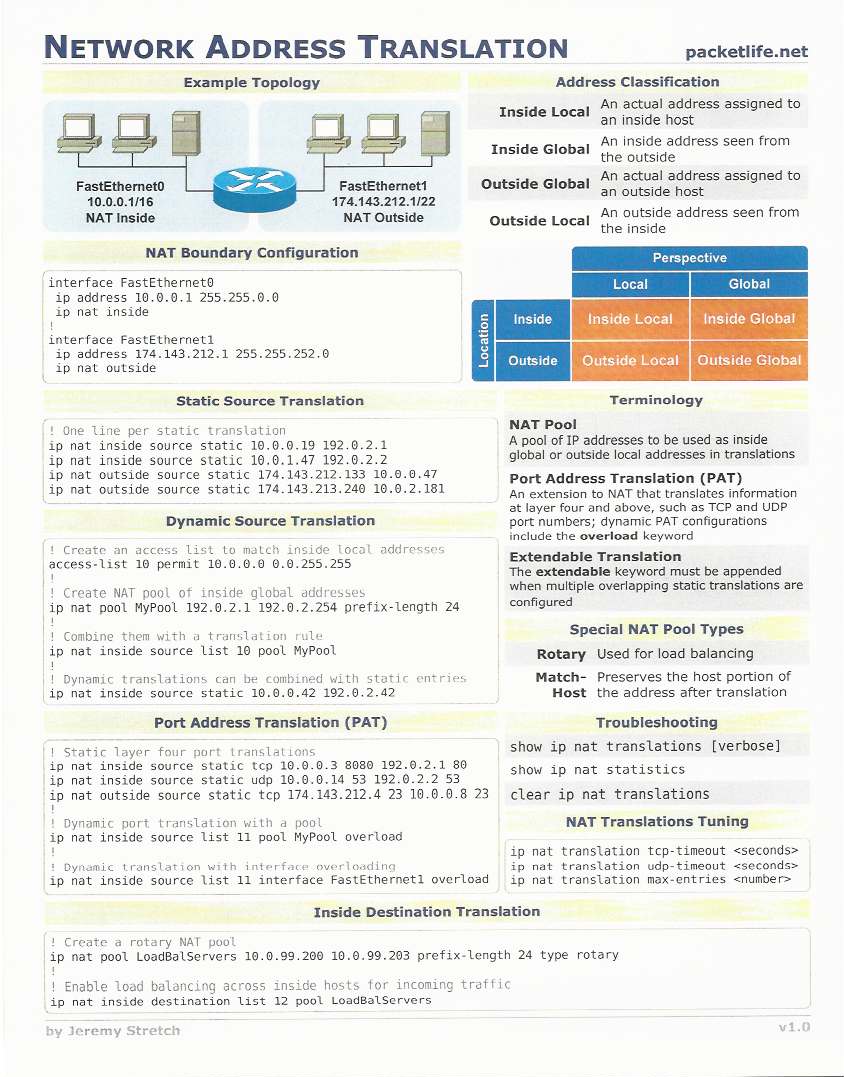 NETWORK ADDRESS TRANSLATION
packetlife.net
Example Topology
FastEthernet0
10.0.0.1/16
NAT Inside
FastEthernet1
174.143.212.1/22
NAT Outside
Address Classification
Inside Local An actual address assigned to
an inside host
Inside Global An inside address seen from
the outside
Outside Global An actual address assigned to
an outside host
Outside Local An outside address seen from
the inside
NAT Boundary Configuration
interface FastEthernet0
ip address 10.0.0.1 255.255.0.0
ip nat inside
!
interface FastEthernet1
ip address 174.143.212.1 255.255.252.0
ip nat outside
Perspective
Local Global
Location
Inside Inside Local Inside Global
Outside Outside Local Outside Global
Static Source Translation
! One line per static translation
ip nat inside source static 10.0.0.19 192.0.2.1
ip nat inside source static 10.0.1.47 192.0.2.2
ip nat outside source static 174.143.212.133 10.0.0.47
ip nat outside source static 174.143.213.240 10.0.2.181
Dynamic Source Translation
! Create an access list to match inside local addresses
access-list 10 permit 10.0.0.0 0.0.255.255
!
! Create NAT pool of inside global addresses
ip nat pool MyPool 192.0.2.1 192.0.2.254 prefix-length 24
!
! Combine them with a translation rule
ip nat inside source list 10 pool MyPool
!
! Dynamic translations can be combined with static entries
ip nat inside source static 10.0.0.42 192.0.2.42
Port Address Translation (PAT)
! Static layer four port translations
ip nat inside source static tcp 10.0.0.3 8080 192.0.2.1 80
ip nat inside source static udp 10.0.0.14 53 192.0.2.2 53
ip nat outside source static tcp 174.143.212.4 23 10.0.0.8 23
!
! Dynamic port translation with a pool
ip nat inside source list 11 pool MyPool overload
!
! Dynamic translation with interface overloading
ip nat inside source list 11 interface FastEthernet1 overload
Terminology
NAT Pool
A pool of IP addresses to be used as inside
global or outside local addresses in translations
Port Address Translation (PAT)
An extension to NAT that translates information
at layer four and above, such as TCP and UDP
port numbers; dynamic PAT configurations
include the overload keyword
Extendable Translation
The extendable keyword must be appended
when multiple overlapping static translations are
configured
Special NAT Pool Types
Rotary Used for load balancing
Match- Preserves the host portion of
Host the address after translation
Troubleshooting
show ip nat translations [verbose]
show ip nat statistics
clear ip nat translations
NAT Translations Tuning
ip nat translation tcp-timeout <seconds>
ip nat translation udp-timeout <seconds>
ip nat translation max-entries <number>
Inside Destination Translation
! Create a rotary NAT pool
ip nat pool LoadBalServers 10.0.99.200 10.0.99.203 prefix-length 24 type rotary
!
! Enable load balancing across inside hosts for incoming traffic
ip nat inside destination list 12 pool LoadBalServers
by Jeremy Stretch
v1.0